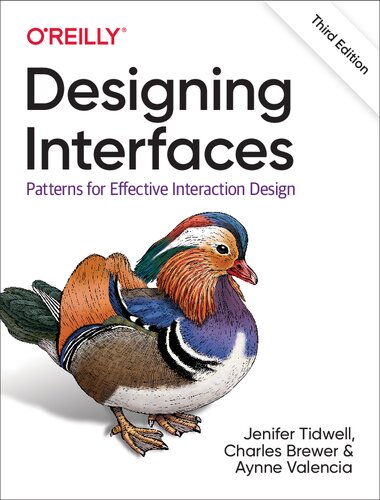 O'REILLY®
Third Edition
Designing
Interfaces
Patterns for Effective Interaction Design
Jenifer Tidwell,
Charles Brewer &
Aynne Valencia